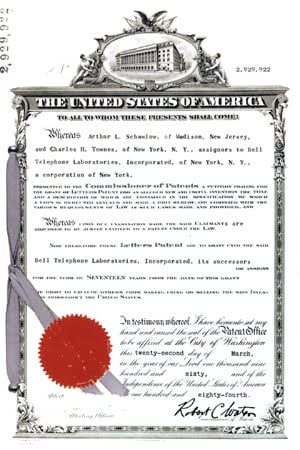 2,929,922
2,929,922
THE UNITED STATES OF AMERICA
TO ALL TO WHOM THESE PRESENTS SHALL COME:
Whereas Arthur L. Schawlow, of Madison, New Jersey,
and Charles H. Townes, of New York, N. Y., assignors to Bell
Telephone Laboratories, Incorporated, of New York, N. Y.,
a corporation of New York,
PRESENTED TO THE Commissioner of Patents A PETITION PRAYING FOR
THE GRANT OF LETTERS PATENT FOR AN ALLEGED NEW AND USEFUL INVENTION THE TITLE
AND A DESCRIPTION OF WHICH ARE CONTAINED IN THE SPECIFICATION OF WHICH
A COPY IS HEREUNTO ANNEXED AND MADE A PART HEREOF, AND COMPLIED WITH THE
VARIOUS REQUIREMENTS OF LAW IN SUCH CASES MADE AND PROVIDED, AND
Whereas UPON DUE EXAMINATION MADE THE SAID CLAIMANTS are
ADJUDGED TO BE JUSTLY ENTITLED TO A PATENT UNDER THE LAW.
NOW THEREFORE THESE Letters Patent ARE TO GRANT UNTO THE SAID
Bell Telephone Laboratories, Incorporated, its successors
OR ASSIGNS
FOR THE TERM OF SEVENTEEN YEARS FROM THE DATE OF THIS GRANT
THE RIGHT TO EXCLUDE OTHERS FROM MAKING, USING OR SELLING THE SAID INVEN-
TION THROUGHOUT THE UNITED STATES.
In testimony whereof, I have hereunto set my
hand and caused the seal of the Patent Office
to be affixed at the City of Washington
this twenty-second day of March,
in the year of our Lord one thousand nine
hundred and sixty, and of the
Independence of the United States of America
the one hundred and eighty-fourth.
Attest:
Robert C. Watson
Attesting Officer
Commissioner of Patents